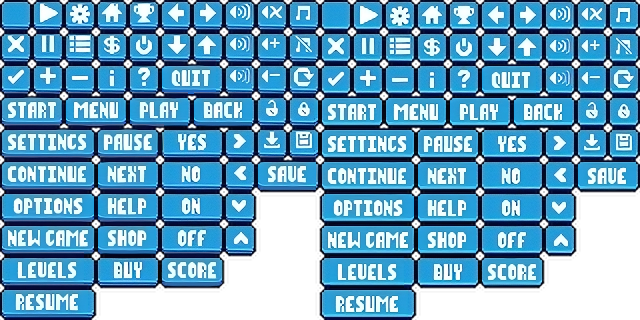 $ $
i ? QUIT i ? QUIT
START MENU PLAY BACK START MENU PLAY BACK
SETTINGS PAUSE YES SETTINGS PAUSE YES
CONTINUE NEXT NO SAVE CONTINUE NEXT NO SAVE
OPTIONS HELP ON OPTIONS HELP ON
NEW GAME SHOP OFF NEW GAME SHOP OFF
LEVELS BUY SCORE LEVELS BUY SCORE
RESUME RESUME